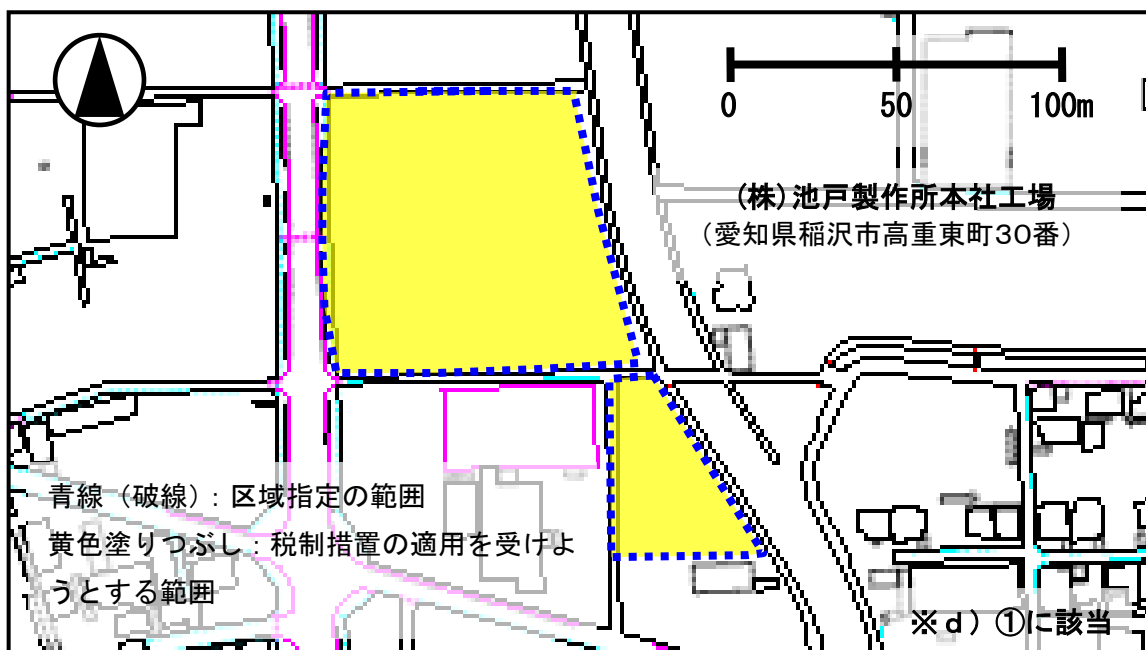 0 50 100m
(株)池戸製作所本社工場
(愛知県稲沢市高重東町30番)
青線(破線):区域指定の範囲
黄色塗りつぶし:税制措置の適用を受けよ
うとする範囲
※d)①に該当